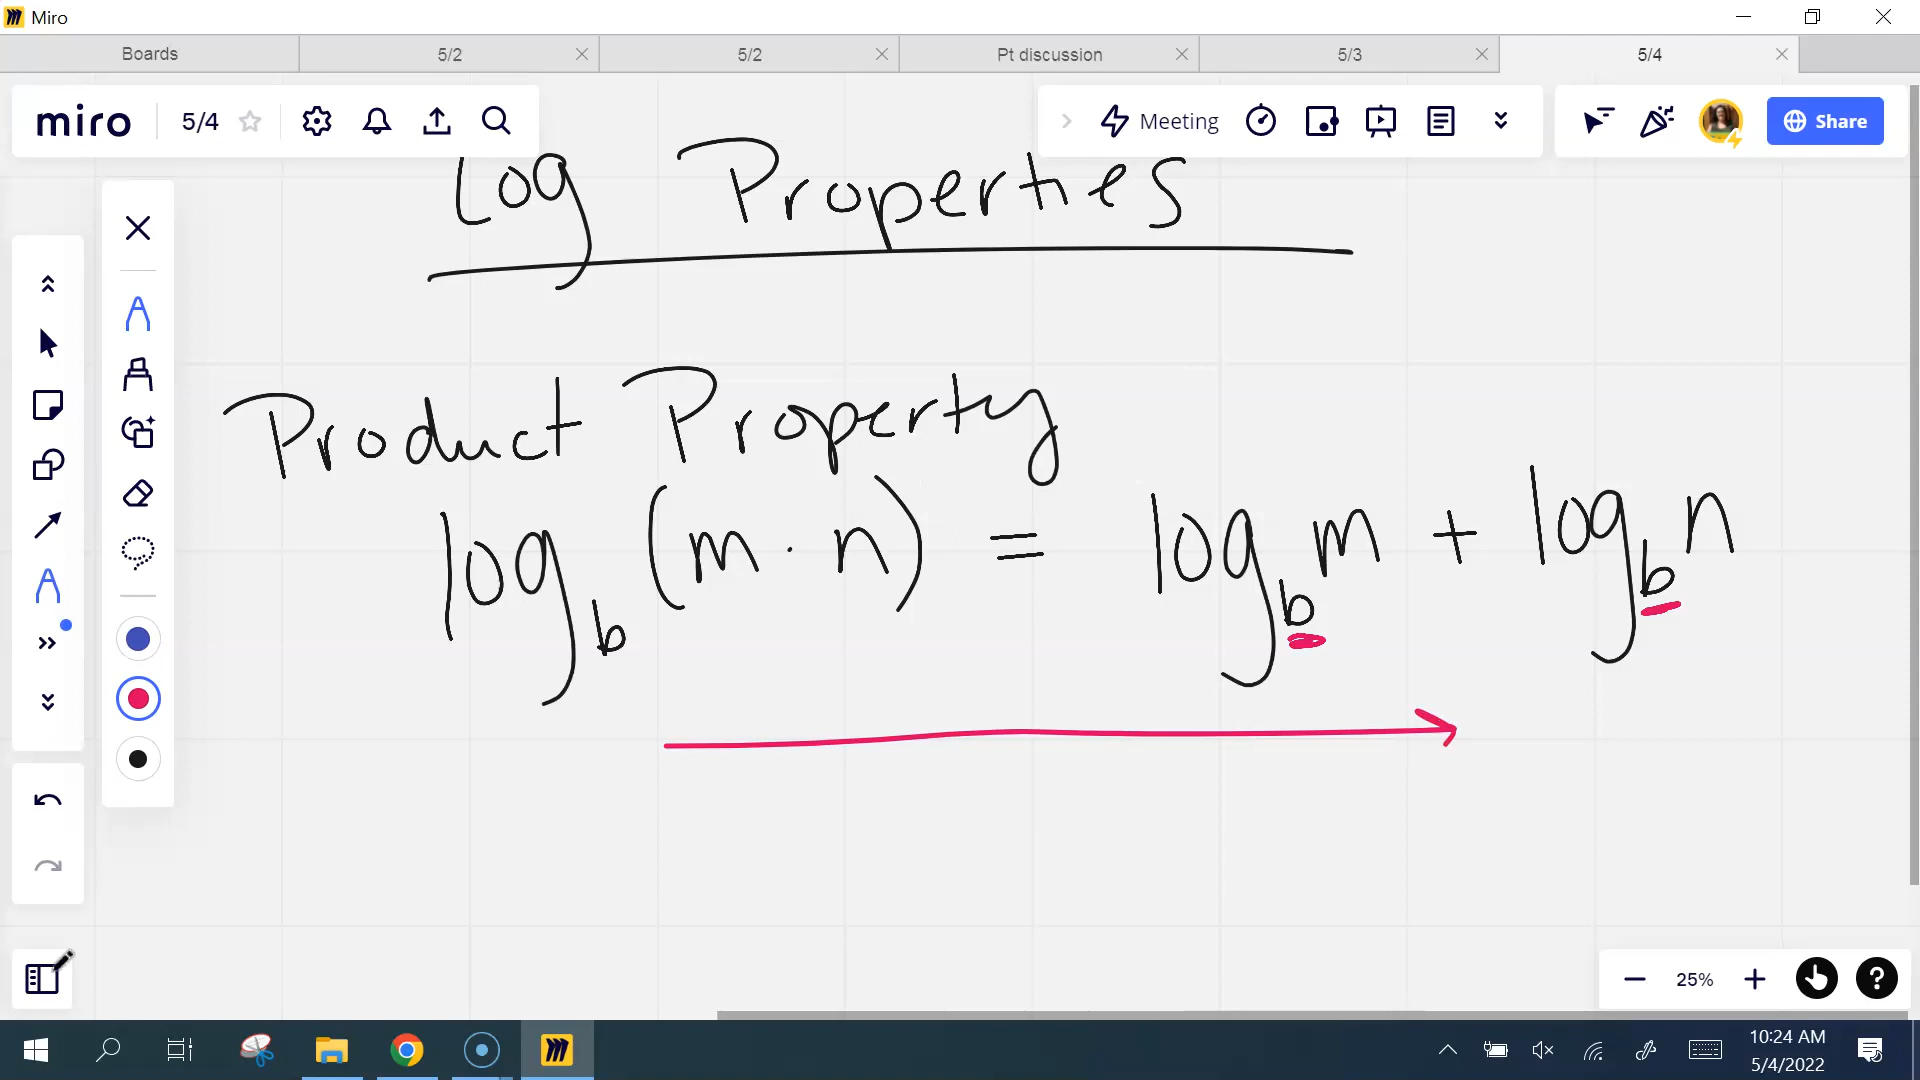 Miro
Boards 5/2 5/2 Pt discussion 5/3 5/4
miro 5/4 Meeting Share
Log Properties
Product Property
log_b (m · n) = log_b m + log_b n
25%
10:24 AM
5/4/2022